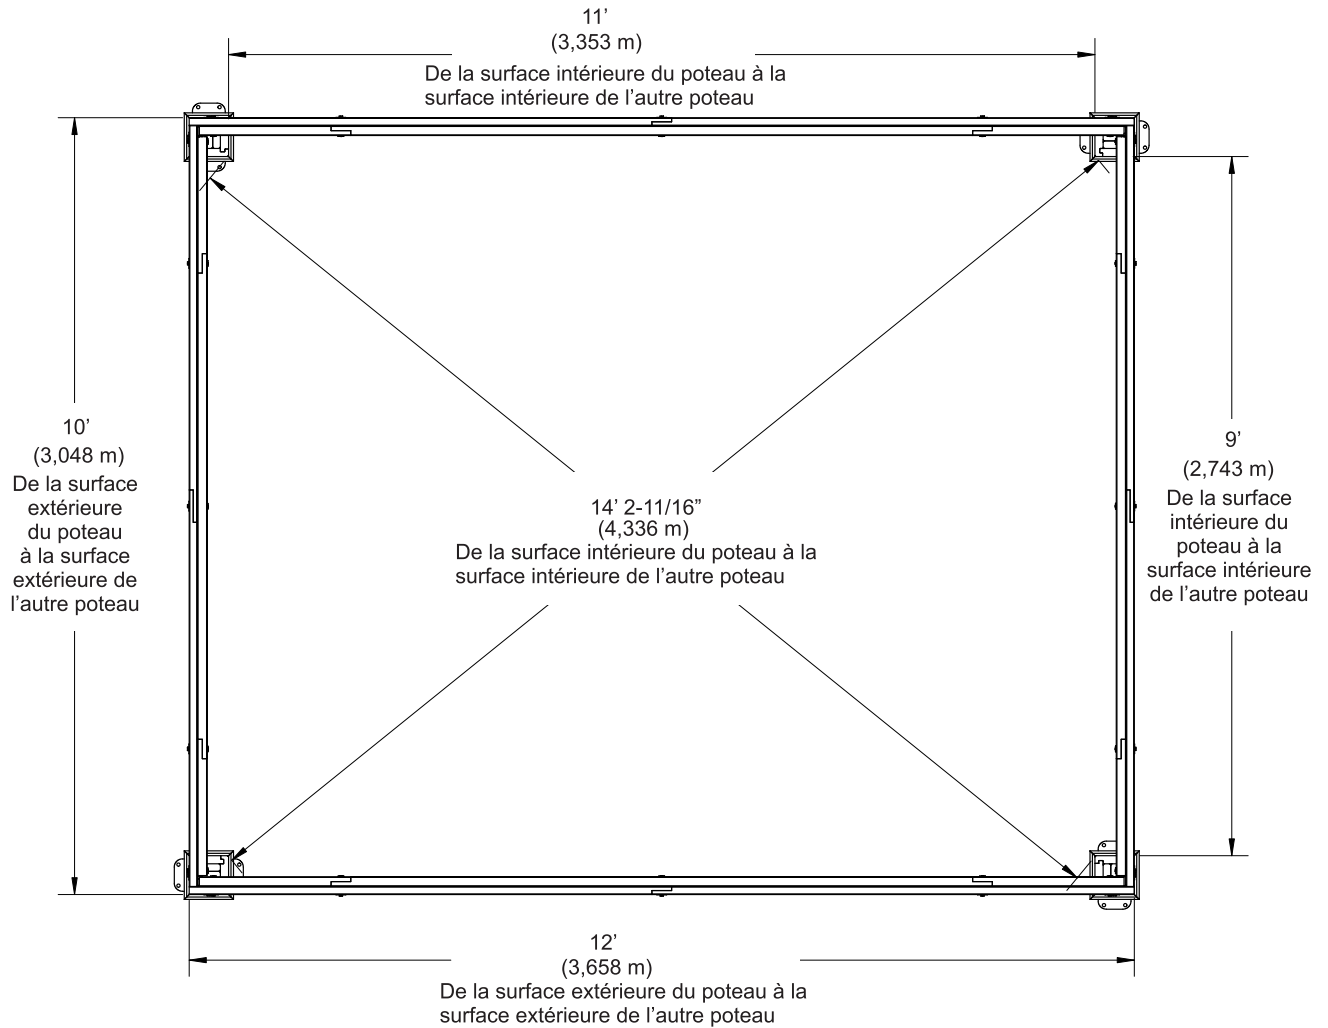 11’
(3,353 m)
De la surface intérieure du poteau à la
surface intérieure de l’autre poteau
10’
(3,048 m)
De la surface
extérieure
du poteau
à la surface
extérieure de
l’autre poteau
14’ 2-11/16”
(4,336 m)
De la surface intérieure du poteau à la
surface intérieure de l’autre poteau
9’
(2,743 m)
De la surface
intérieure du
poteau à la
surface intérieure
de l’autre poteau
12’
(3,658 m)
De la surface extérieure du poteau à la
surface extérieure de l’autre poteau